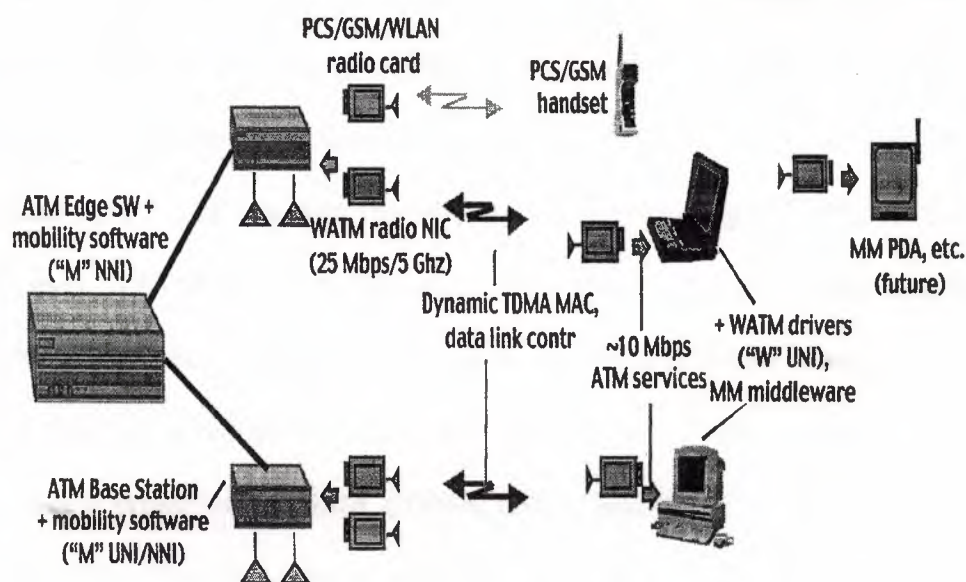 PCS/GSM/WLAN
radio card
PCS/GSM
handset
ATM Edge SW +
mobility software
("M" NNI)
WATM radio NIC
(25 Mbps/5 Ghz)
MM PDA, etc.
(future)
Dynamic TDMA MAC,
data link contr
~10 Mbps
ATM services
+ WATM drivers
("W" UNI),
MM middleware
ATM Base Station
+ mobility software
("M" UNI/NNI)